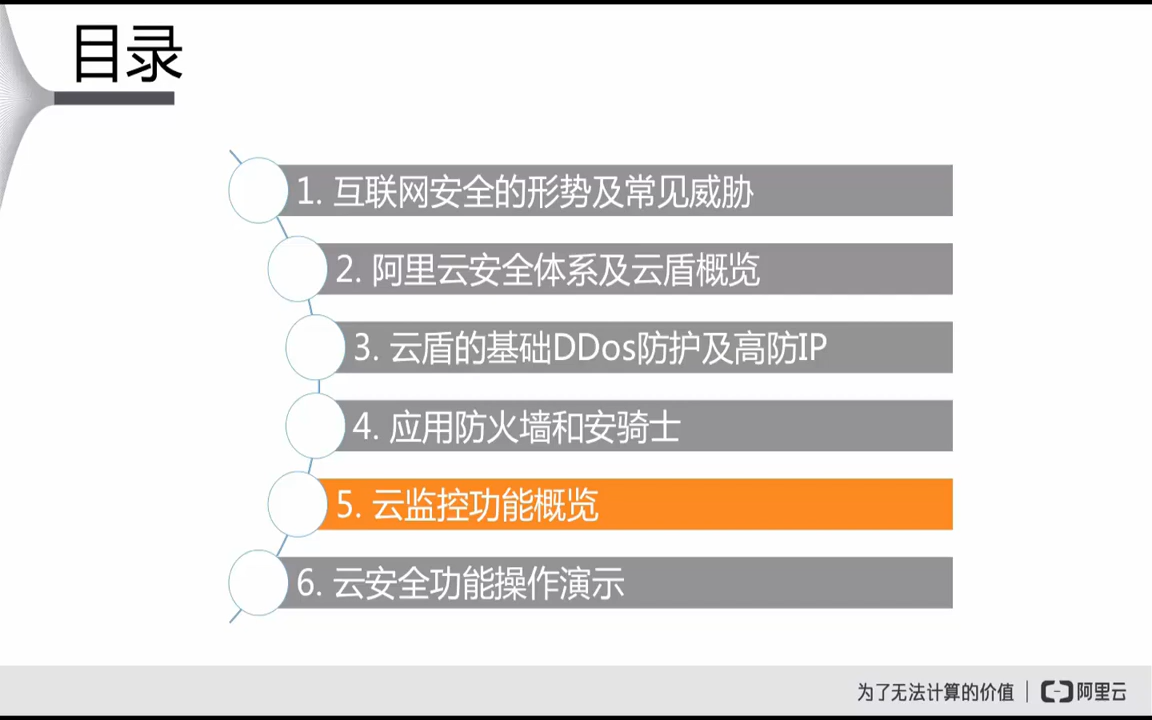 目录
1. 互联网安全的形势及常见威胁
2. 阿里云安全体系及云盾概览
3. 云盾的基础DDos防护及高防IP
4. 应用防火墙和安骑士
5. 云监控功能概览
6. 云安全功能操作演示
为了无法计算的价值 | 阿里云